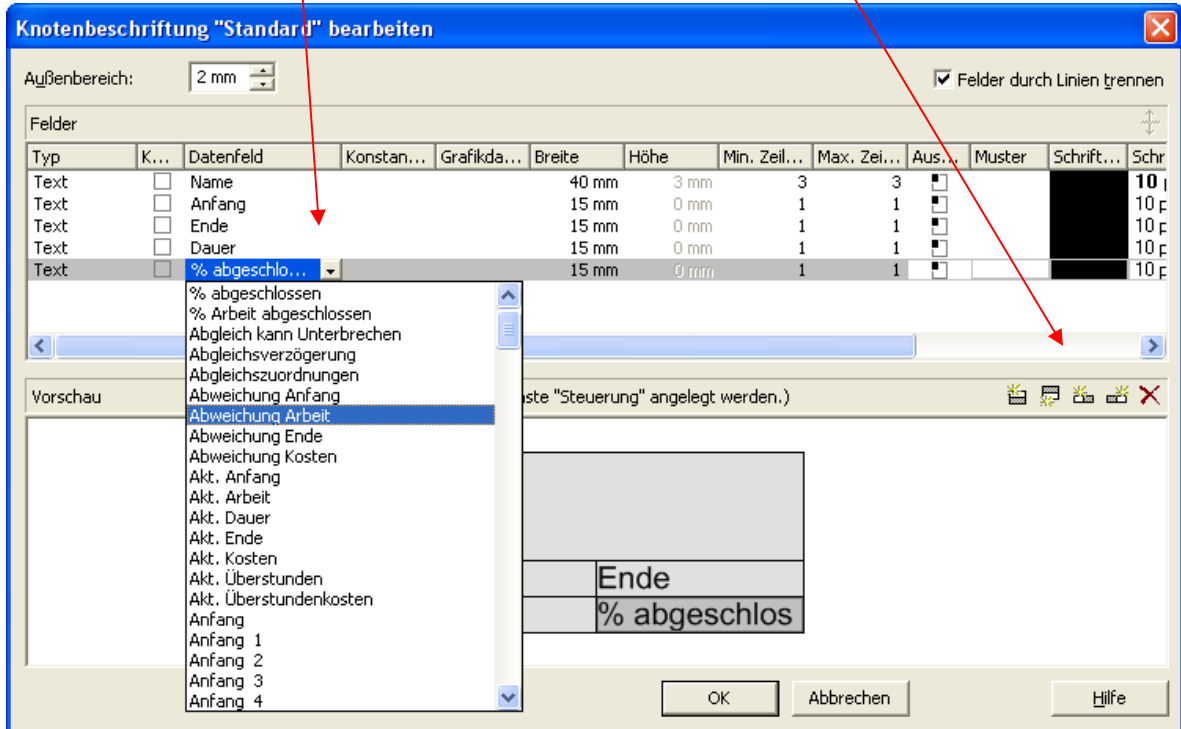 Knotenbeschriftung "Standard" bearbeiten
Außenbereich: 2 mm Felder durch Linien trennen
Felder
Typ K... Datenfeld Konstan... Grafikda... Breite Höhe Min. Zeil... Max. Zei... Aus... Muster Schrift... Schr
Text Name 40 mm 3 mm 3 3 10
Text Anfang 15 mm 0 mm 1 1 10 p
Text Ende 15 mm 0 mm 1 1 10 p
Text Dauer 15 mm 0 mm 1 1 10 p
Text % abgeschlo... 15 mm 0 mm 1 1 10 p
% abgeschlossen
% Arbeit abgeschlossen
Abgleich kann Unterbrechen
Abgleichsverzögerung
Abgleichszuordnungen
Abweichung Anfang
Abweichung Arbeit
Abweichung Ende
Abweichung Kosten
Akt. Anfang
Akt. Arbeit
Akt. Dauer
Akt. Ende
Akt. Kosten
Akt. Überstunden
Akt. Überstundenkosten
Anfang
Anfang 1
Anfang 2
Anfang 3
Anfang 4
Vorschau "Steuerung" angelegt werden.)
Ende
% abgeschlos
OK Abbrechen Hilfe